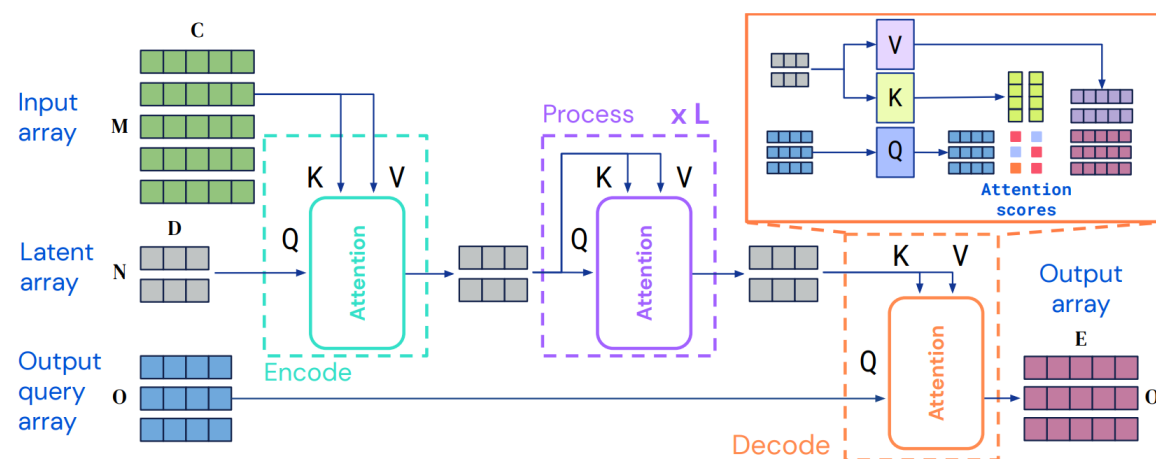 C
Input
array
M
Process
x L
V
K
Q
Attention
scores
K
V
K
V
D
Latent
array
N
Q
Attention
Q
Attention
K
V
Output
array
E
Output
query
array
O
Encode
Q
Attention
O
Decode